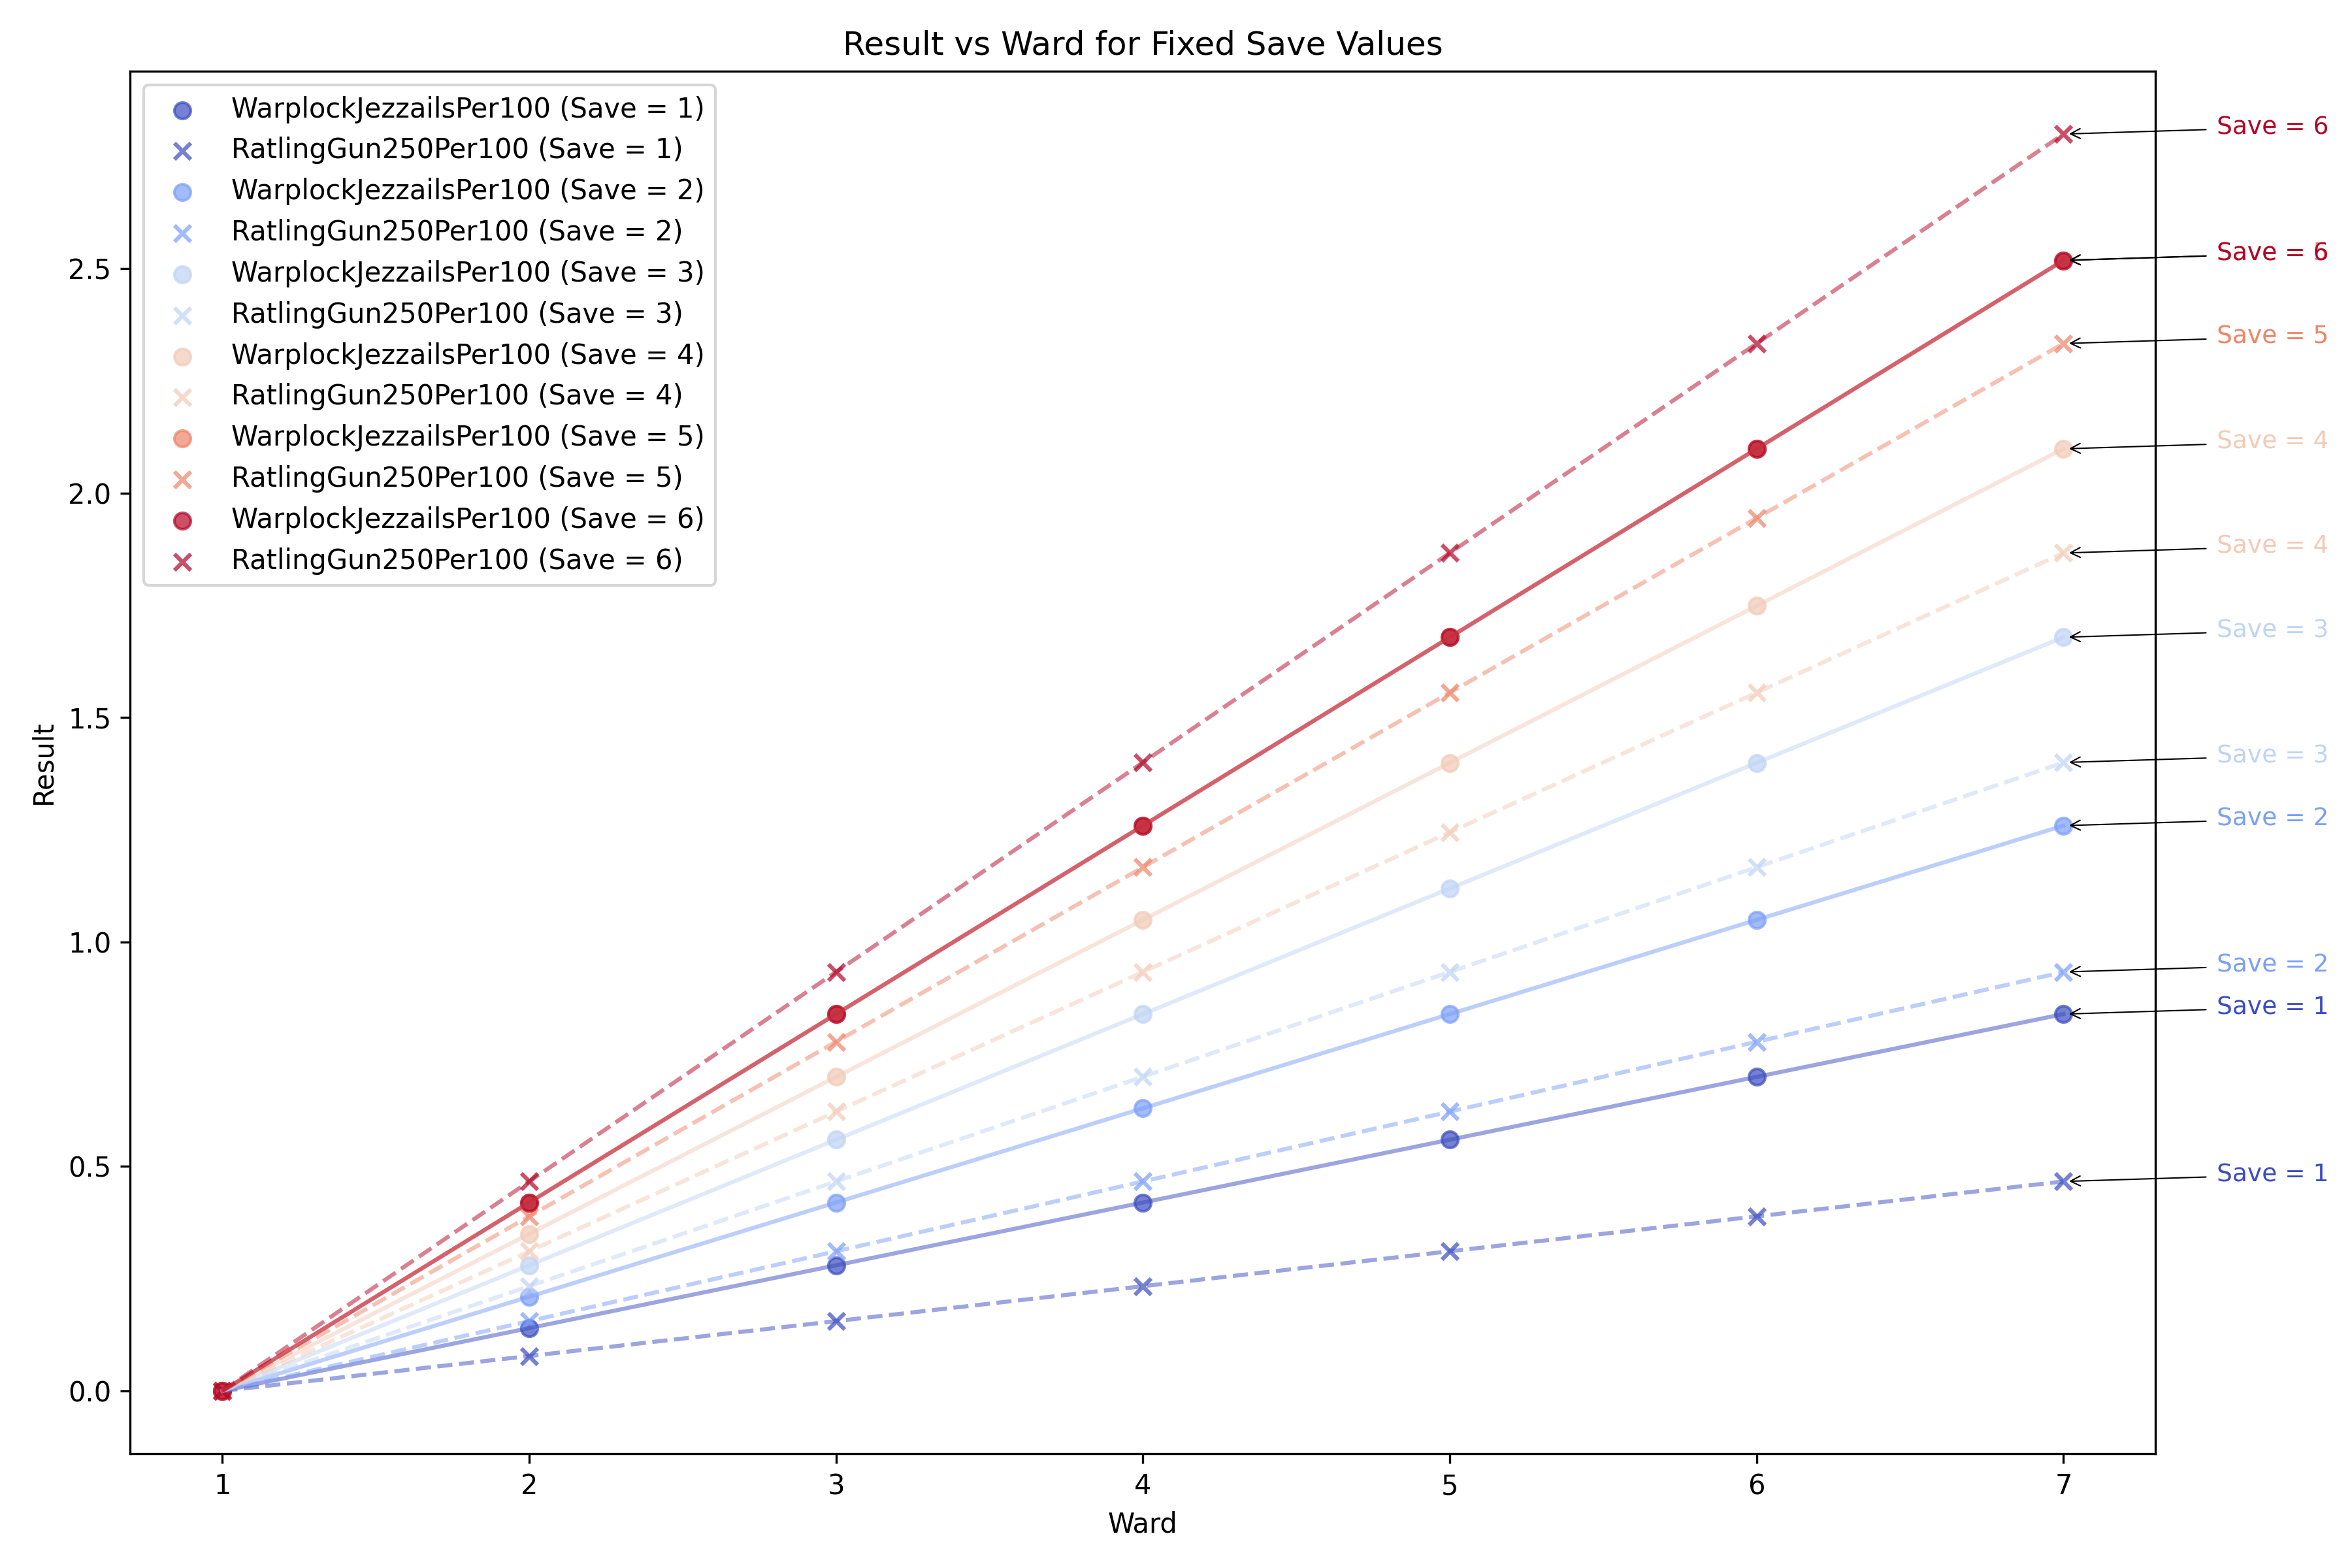 Result vs Ward for Fixed Save Values
WarplockJezzailsPer100 (Save = 1)
RatlingGun250Per100 (Save = 1)
WarplockJezzailsPer100 (Save = 2)
RatlingGun250Per100 (Save = 2)
WarplockJezzailsPer100 (Save = 3)
RatlingGun250Per100 (Save = 3)
WarplockJezzailsPer100 (Save = 4)
RatlingGun250Per100 (Save = 4)
WarplockJezzailsPer100 (Save = 5)
RatlingGun250Per100 (Save = 5)
WarplockJezzailsPer100 (Save = 6)
RatlingGun250Per100 (Save = 6)
Result
2.5
2.0
1.5
1.0
0.5
0.0
1 2 3 4 5 6 7
Ward
Save = 6
Save = 6
Save = 5
Save = 4
Save = 4
Save = 3
Save = 3
Save = 2
Save = 2
Save = 1
Save = 1